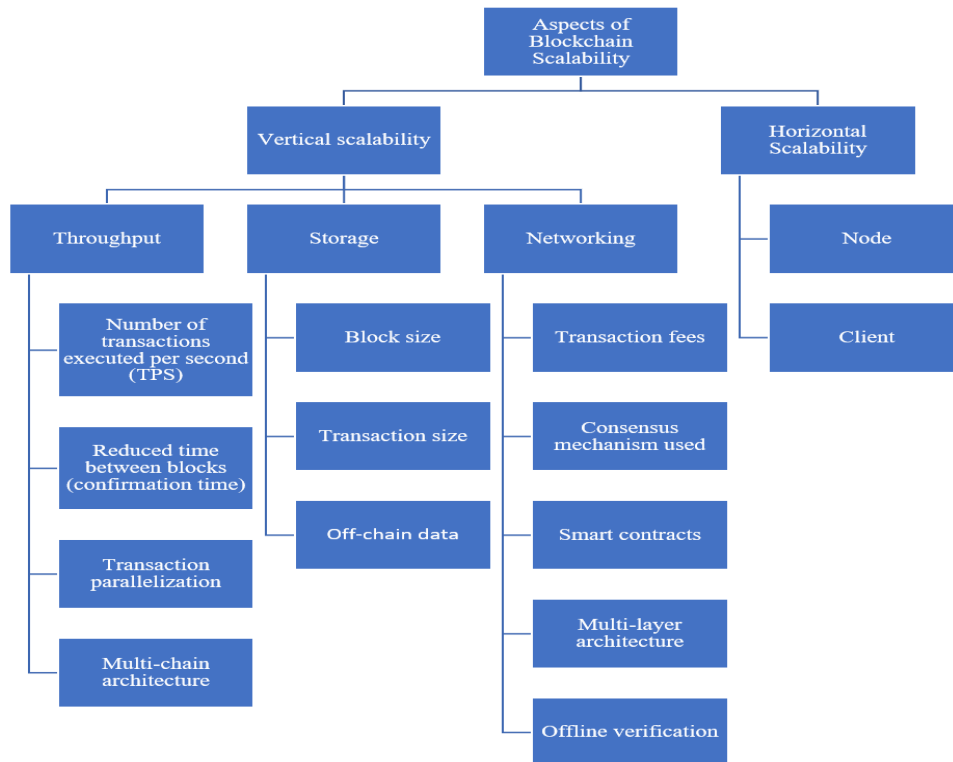 Aspects of
Blockchain
Scalability
Vertical scalability
Horizontal
Scalability
Throughput
Storage
Networking
Node
Client
Number of
transactions
executed per second
(TPS)
Reduced time
between blocks
(confirmation time)
Transaction
parallelization
Multi-chain
architecture
Block size
Transaction size
Off-chain data
Transaction fees
Consensus
mechanism used
Smart contracts
Multi-layer
architecture
Offline verification